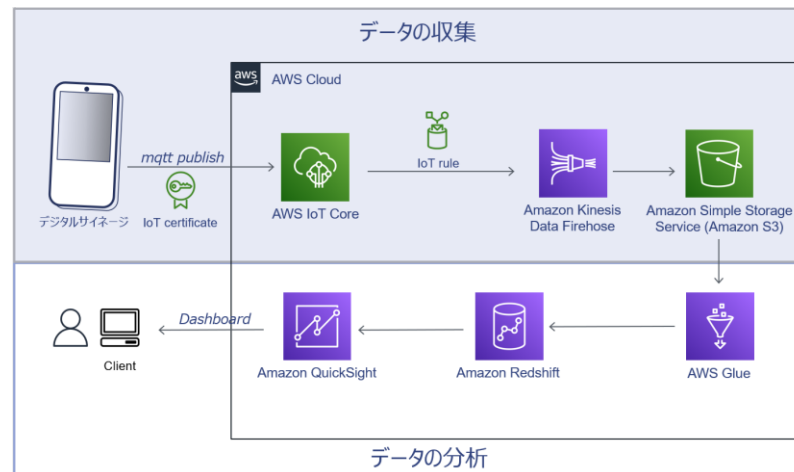 データの収集
aws
AWS Cloud
mqtt publish
IoT rule
デジタルサイネージ
IoT certificate
AWS IoT Core
Amazon Kinesis
Data Firehose
Amazon Simple Storage
Service (Amazon S3)
Dashboard
Client
Amazon QuickSight
Amazon Redshift
AWS Glue
データの分析